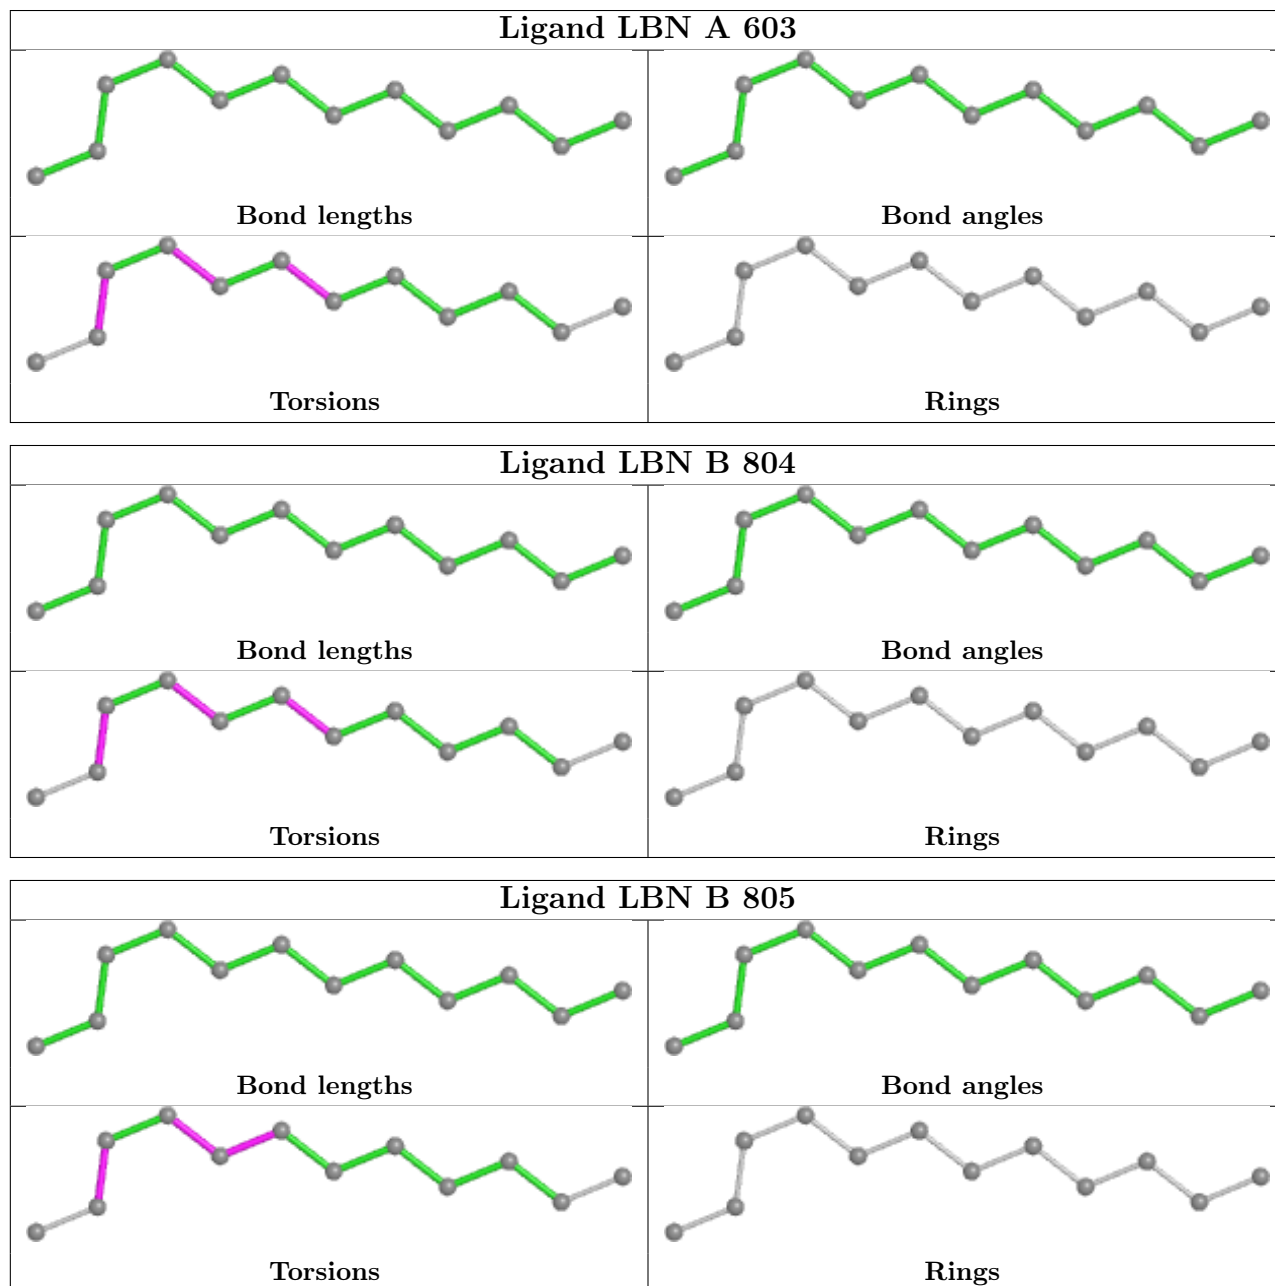 Ligand LBN A 603
Bond lengths
Bond angles
Torsions
Rings
Ligand LBN B 804
Bond lengths
Bond angles
Torsions
Rings
Ligand LBN B 805
Bond lengths
Bond angles
Torsions
Rings